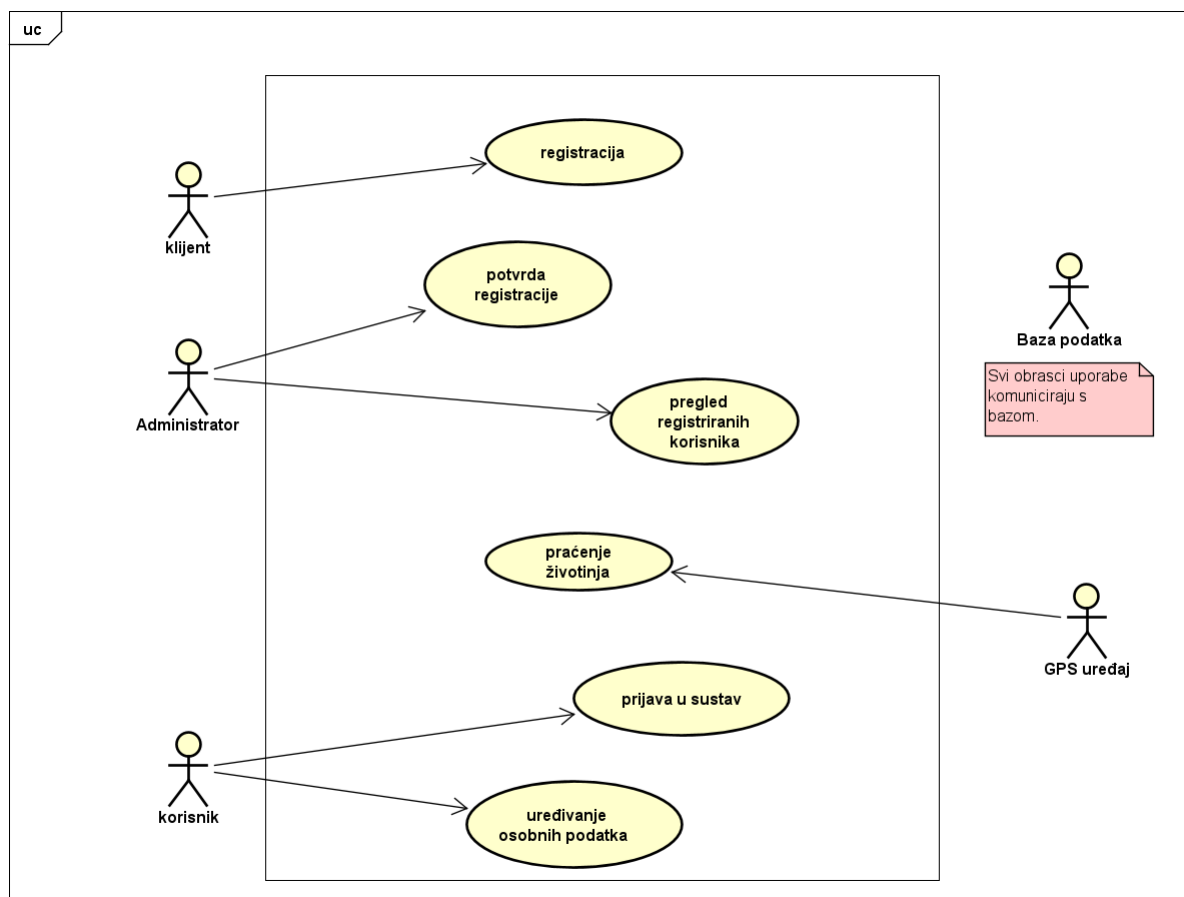 uc
registracija
klijent
potvrda
registracije
Baza podatka
Svi obrasci uporabe
komuniciraju s
bazom.
Administrator
pregled
registriranih
korisnika
praćenje
životinja
GPS uređaj
prijava u sustav
korisnik
uređivanje
osobnih podatka